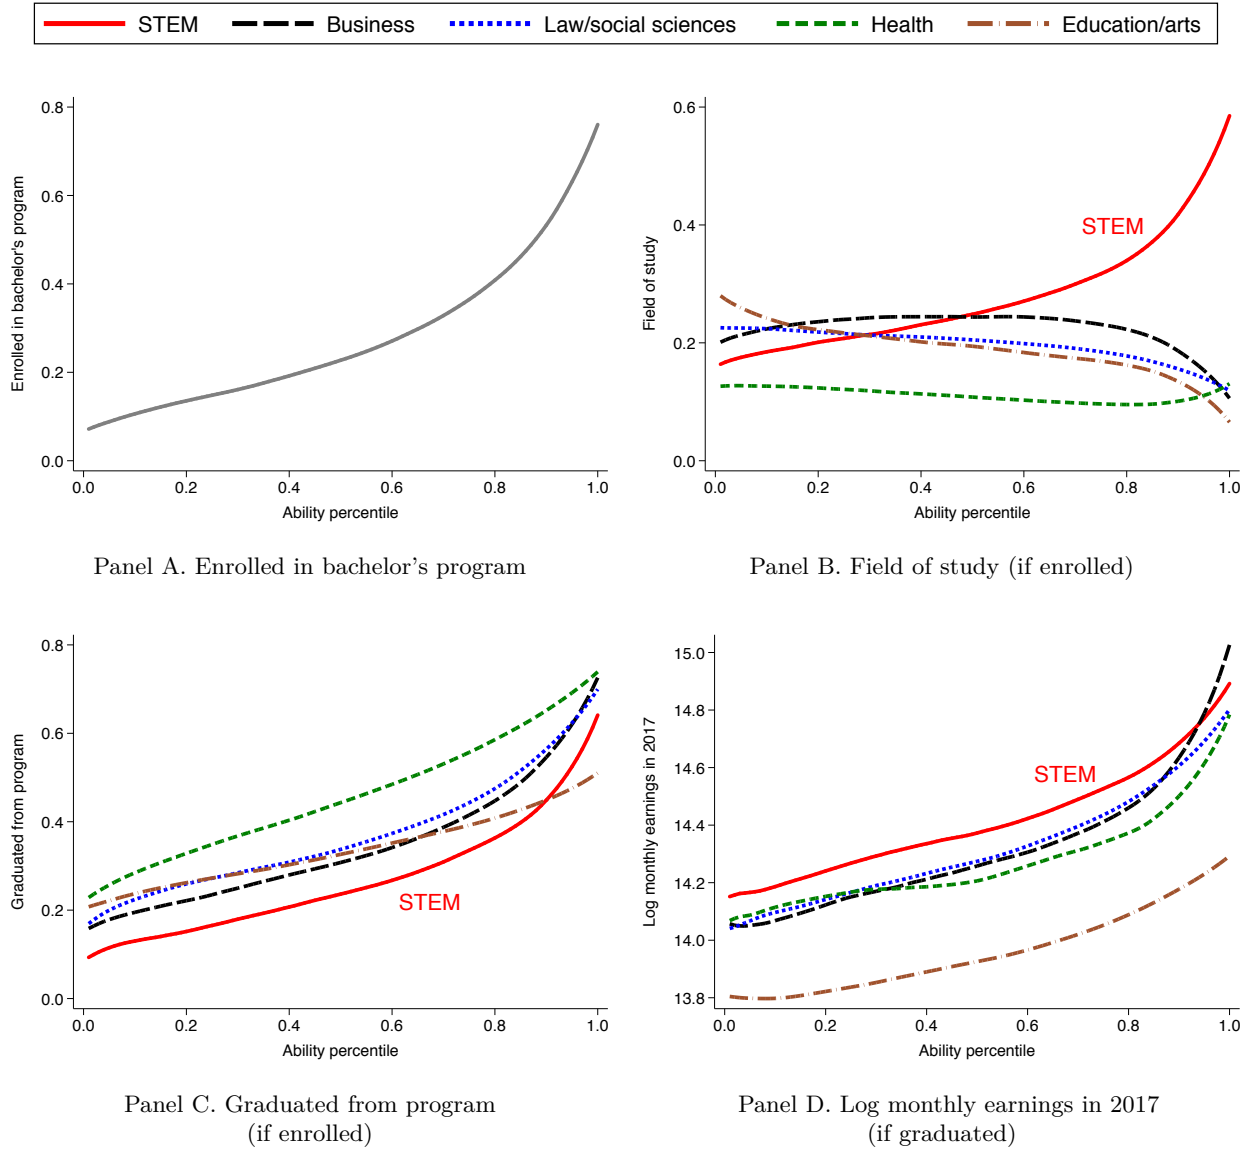 STEM Business Law/social sciences Health Education/arts
Enrolled in bachelor's program
0.8
0.6
0.4
0.2
0.0
0.0 0.2 0.4 0.6 0.8 1.0
Ability percentile
Panel A. Enrolled in bachelor's program
Field of study
0.6
0.4
0.2
0.0
STEM
0.0 0.2 0.4 0.6 0.8 1.0
Ability percentile
Panel B. Field of study (if enrolled)
Graduated from program
0.8
0.6
0.4
0.2
0.0
STEM
0.0 0.2 0.4 0.6 0.8 1.0
Ability percentile
Panel C. Graduated from program
(if enrolled)
Log monthly earnings in 2017
15.0
14.8
14.6
14.4
14.2
14.0
13.8
STEM
0.0 0.2 0.4 0.6 0.8 1.0
Ability percentile
Panel D. Log monthly earnings in 2017
(if graduated)